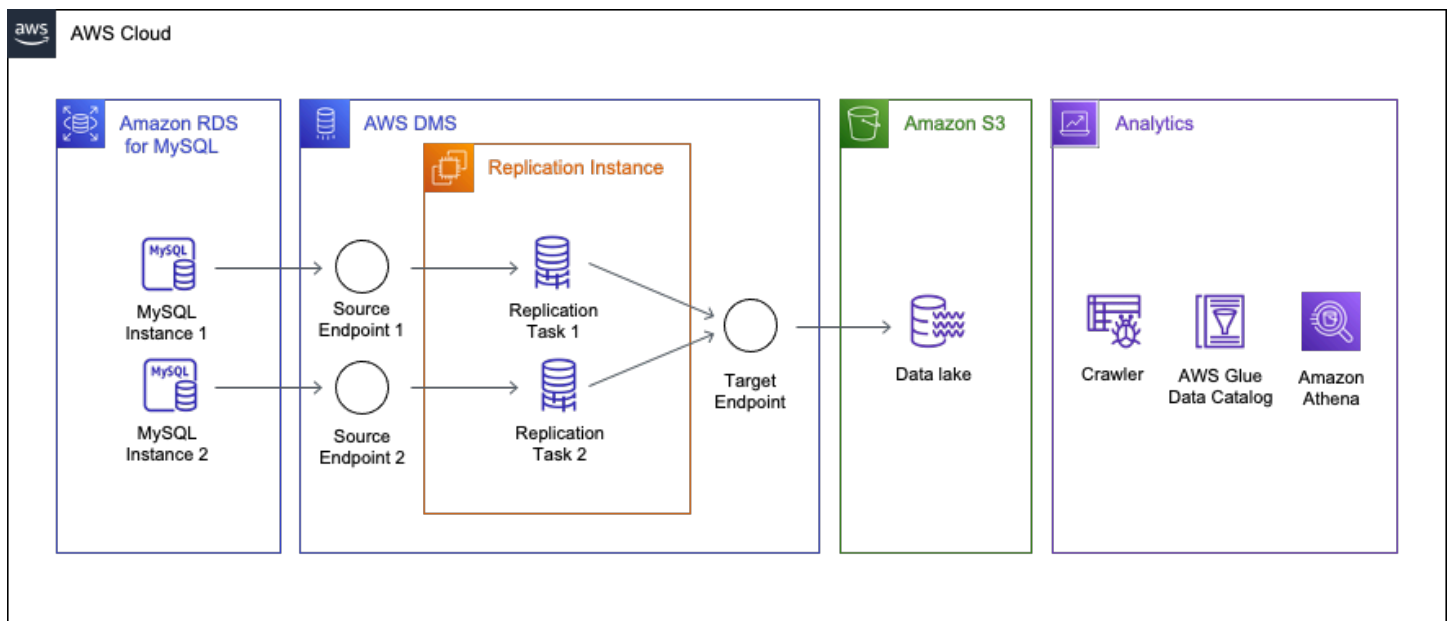 aws
AWS Cloud
Amazon RDS
for MySQL
AWS DMS
Amazon S3
Analytics
Replication Instance
MySQL
MySQL
Instance 1
Source
Endpoint 1
Replication
Task 1
MySQL
MySQL
Instance 2
Source
Endpoint 2
Replication
Task 2
Target
Endpoint
Data lake
Crawler
AWS Glue
Data Catalog
Amazon
Athena